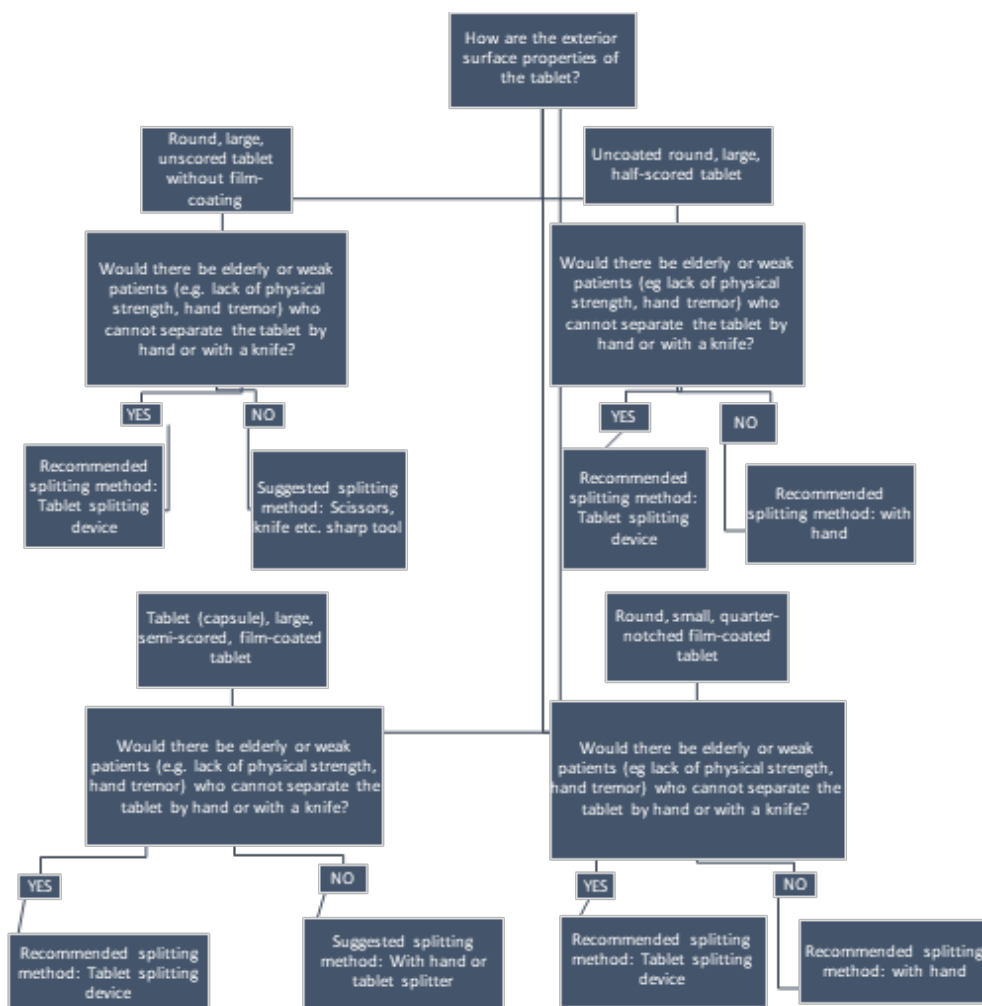 How are the exterior
surface properties of
the tablet?
Round, large,
unscored tablet
without film-
coating
Uncoated round, large,
half-scored tablet
Would there be elderly or weak
patients (e.g. lack of physical
strength, hand tremor) who
cannot separate the tablet by
hand or with a knife?
Would there be elderly or weak
patients (eg lack of physical
strength, hand tremor) who
cannot separate the tablet by
hand or with a knife?
YES
NO
YES
NO
Recommended
splitting method:
Tablet splitting
device
Suggested splitting
method: Scissors,
knife etc. sharp tool
Recommended
splitting method:
Tablet splitting
device
Recommended
splitting method: with
hand
Tablet (capsule), large,
semi-scored, film-coated
tablet
Round, small, quarter-
notched film-coated
tablet
Would there be elderly or weak
patients (e.g. lack of physical strength,
hand tremor) who cannot separate the
tablet by hand or with a knife?
Would there be elderly or weak
patients (eg lack of physical strength,
hand tremor) who cannot separate the
tablet by hand or with a knife?
YES
NO
YES
NO
Recommended splitting
method: Tablet splitting
device
Suggested splitting
method: With hand or
tablet splitter
Recommended splitting
method: Tablet splitting
device
Recommended splitting
method: with hand